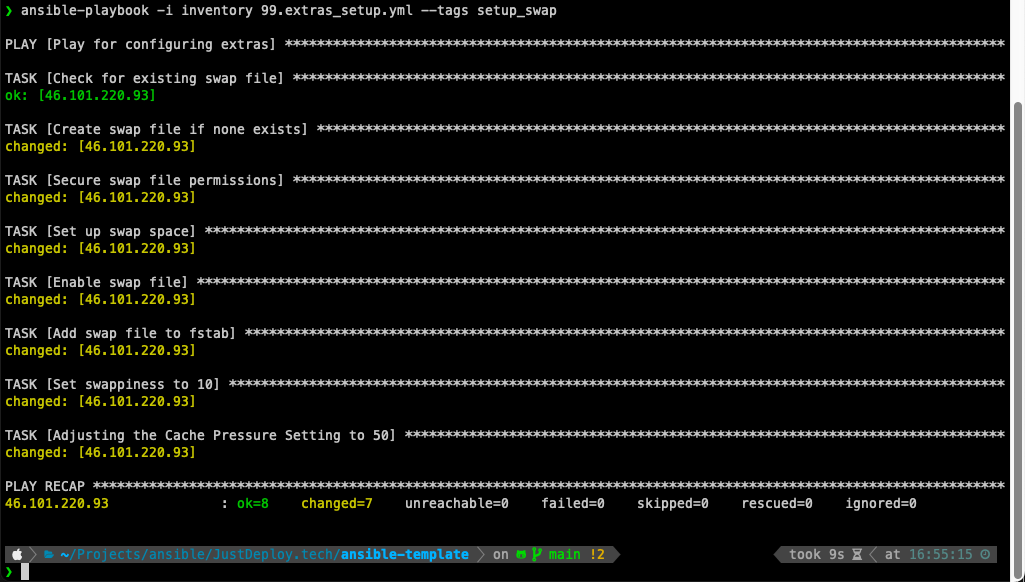 ❯ ansible-playbook -i inventory 99.extras_setup.yml --tags setup_swap
PLAY [Play for configuring extras] ******************************************************************************************
TASK [Check for existing swap file] *****************************************************************************************
ok: [46.101.220.93]
TASK [Create swap file if none exists] **************************************************************************************
changed: [46.101.220.93]
TASK [Secure swap file permissions] *****************************************************************************************
changed: [46.101.220.93]
TASK [Set up swap space] ****************************************************************************************************
changed: [46.101.220.93]
TASK [Enable swap file] *****************************************************************************************************
changed: [46.101.220.93]
TASK [Add swap file to fstab] ***********************************************************************************************
changed: [46.101.220.93]
TASK [Set swappiness to 10] *************************************************************************************************
changed: [46.101.220.93]
TASK [Adjusting the Cache Pressure Setting to 50] ***************************************************************************
changed: [46.101.220.93]
PLAY RECAP ******************************************************************************************************************
46.101.220.93              : ok=8    changed=7    unreachable=0    failed=0    skipped=0    rescued=0    ignored=0
~/Projects/ansible/JustDeploy.tech/ansible-template on main !2 took 9s at 16:55:15
❯